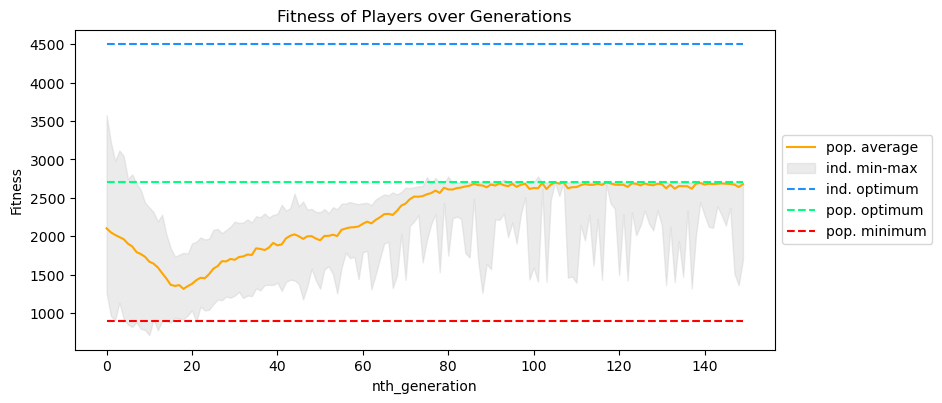 Fitness of Players over Generations
Fitness
4500
4000
3500
3000
2500
2000
1500
1000
0
20
40
60
80
100
120
140
nth_generation
pop. average
ind. min-max
ind. optimum
pop. optimum
pop. minimum